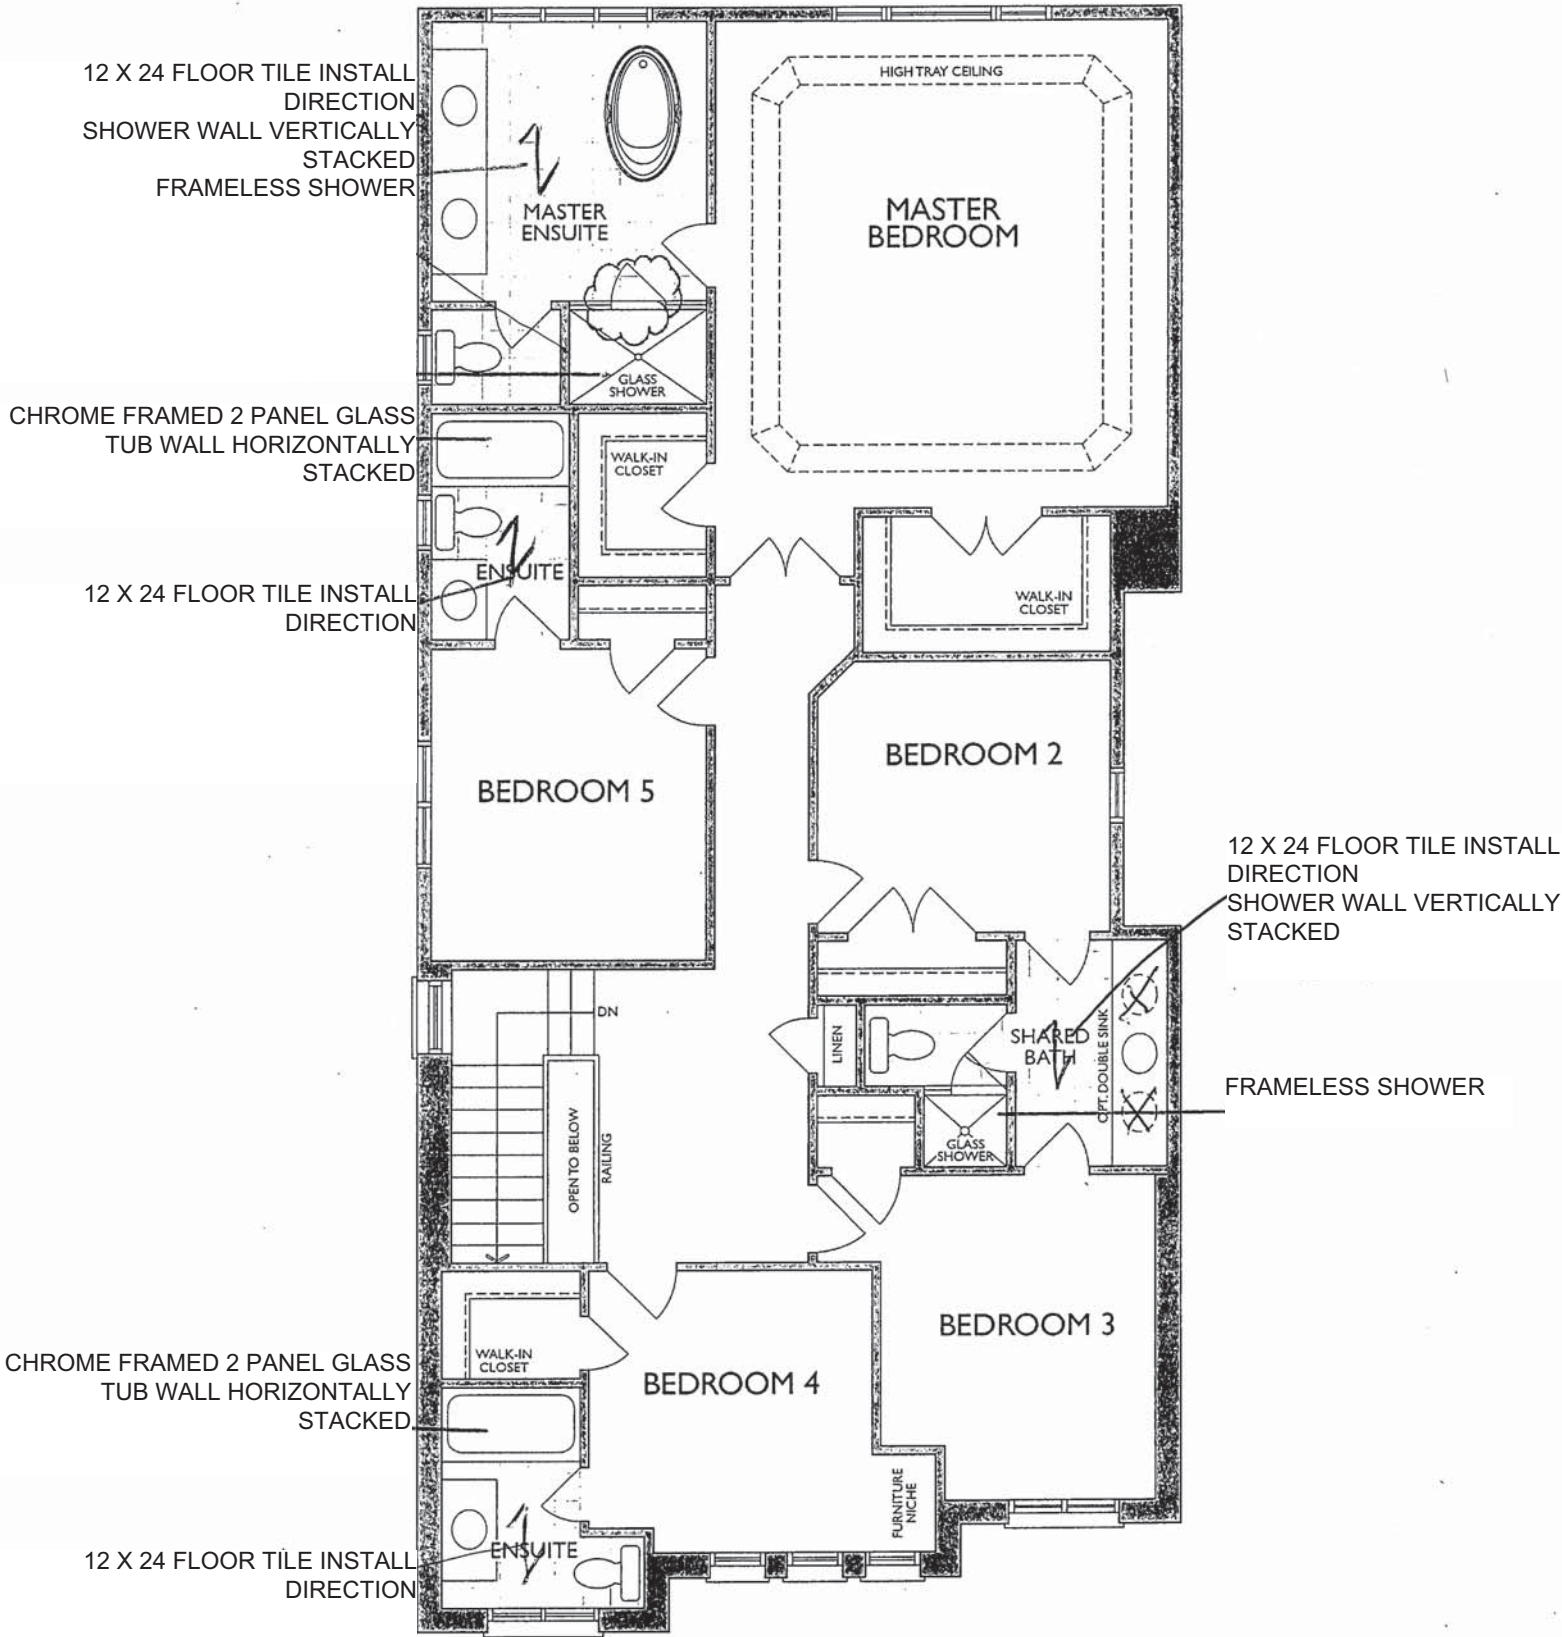 12 X 24 FLOOR TILE INSTALL
DIRECTION
SHOWER WALL VERTICALLY
STACKED
FRAMELESS SHOWER
HIGH TRAY CEILING
MASTER
ENSUITE
MASTER
BEDROOM
GLASS
SHOWER
CHROME FRAMED 2 PANEL GLASS
TUB WALL HORIZONTALLY
STACKED
WALK-IN
CLOSET
ENSUITE
12 X 24 FLOOR TILE INSTALL
DIRECTION
WALK-IN
CLOSET
BEDROOM 5
BEDROOM 2
12 X 24 FLOOR TILE INSTALL
DIRECTION
SHOWER WALL VERTICALLY
STACKED
DN
LINEN
SHARED
BATH
OPT. DOUBLE SINK
FRAMELESS SHOWER
OPEN TO BELOW
RAILING
GLASS
SHOWER
BEDROOM 3
WALK-IN
CLOSET
CHROME FRAMED 2 PANEL GLASS
TUB WALL HORIZONTALLY
STACKED
BEDROOM 4
FURNITURE
NICHE
ENSUITE
12 X 24 FLOOR TILE INSTALL
DIRECTION